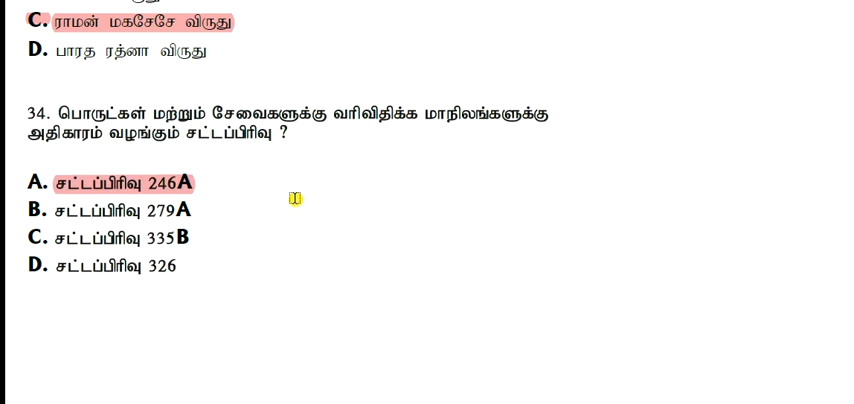 C. ராமன் மகசேசே விருது
D. பாரத ரத்னா விருது
34. பொருட்கள் மற்றும் சேவைகளுக்கு வரிவிதிக்க மாநிலங்களுக்கு
அதிகாரம் வழங்கும் சட்டப்பிரிவு ?
A. சட்டப்பிரிவு 246A
B. சட்டப்பிரிவு 279A
C. சட்டப்பிரிவு 335B
D. சட்டப்பிரிவு 326